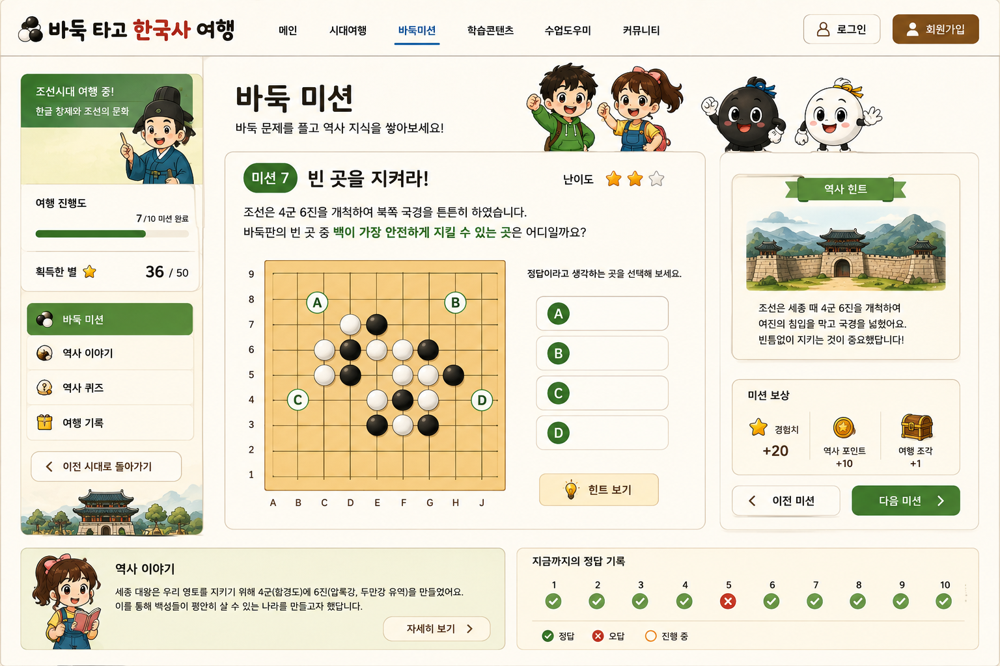 바둑 타고 한국사 여행
메인
시대여행
바둑미션
학습콘텐츠
수업도우미
커뮤니티
로그인
회원가입
조선시대 여행 중!
한글 창제와 조선의 문화
여행 진행도
7/10 미션 완료
획득한 별
36 / 50
바둑 미션
역사 이야기
역사 퀴즈
여행 기록
이전 시대로 돌아가기
바둑 미션
바둑 문제를 풀고 역사 지식을 쌓아보세요!
미션 7
빈 곳을 지켜라!
난이도
조선은 4군 6진을 개척하여 북쪽 국경을 튼튼히 하였습니다.
바둑판의 빈 곳 중 백이 가장 안전하게 지킬 수 있는 곳은 어디일까요?
9
8
7
6
5
4
3
2
1
A
B
C
D
A B C D E F G H J
정답이라고 생각하는 곳을 선택해 보세요.
A
B
C
D
힌트 보기
역사 힌트
조선은 세종 때 4군 6진을 개척하여
여진의 침입을 막고 국경을 넓혔어요.
빈틈없이 지키는 것이 중요했답니다!
미션 보상
경험치
+20
역사 포인트
+10
여행 조각
+1
이전 미션
다음 미션
역사 이야기
세종 대왕은 우리 영토를 지키기 위해 4군(함경도)에 6진(압록강, 두만강 유역)을 만들었어요.
이를 통해 백성들이 평안히 살 수 있는 나라를 만들고자 했답니다.
자세히 보기
지금까지의 정답 기록
1 2 3 4 5 6 7 8 9 10
정답
오답
진행 중